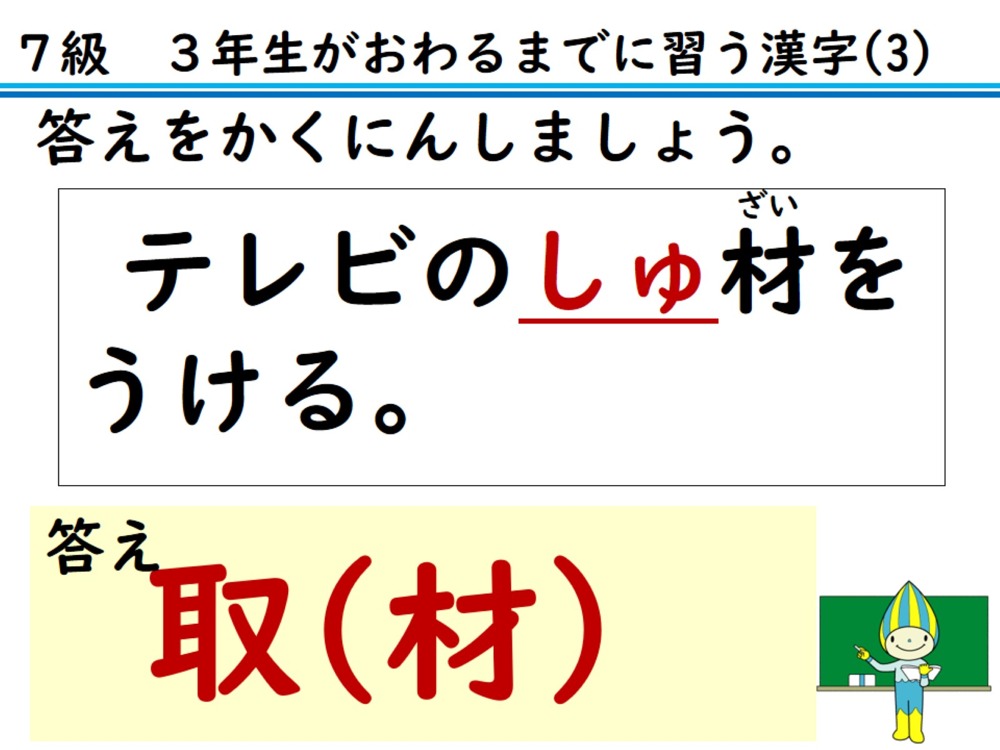 ７級　３年生がおわるまでに習う漢字(3)
答えをかくにんしましょう。
ざい
テレビのしゅ材を
うける。
答え
取(材)